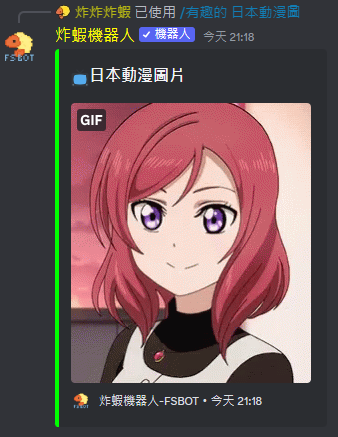 炸炸炸蝦 已使用 /有趣的 日本動漫圖
炸蝦機器人 ✓ 機器人 今天 21:18
FSBOT
日本動漫圖片
GIF
炸蝦機器人-FSBOT • 今天 21:18